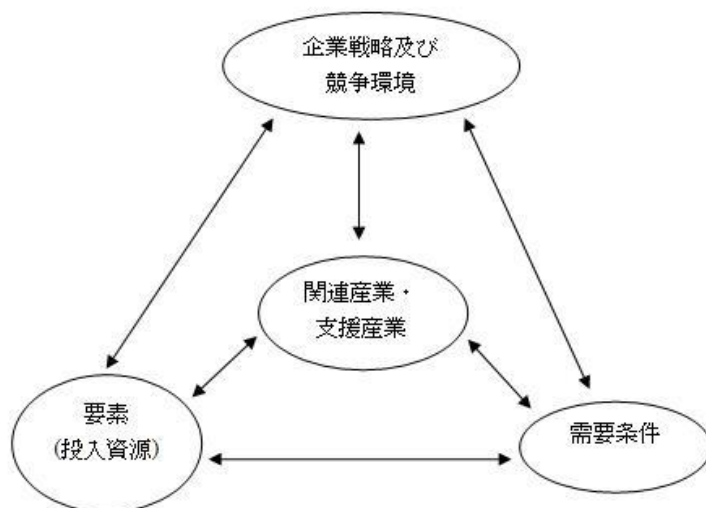 企業戦略及び
競争環境
関連産業・
支援産業
要素
(投入資源)
需要条件